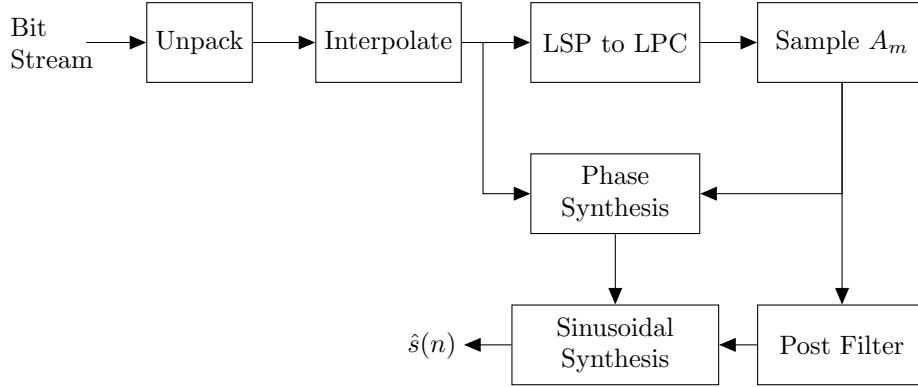 Bit
Stream
Unpack
Interpolate
LSP to LPC
Sample $A_m$
Phase
Synthesis
$\hat{s}(n)$
Sinusoidal
Synthesis
Post Filter